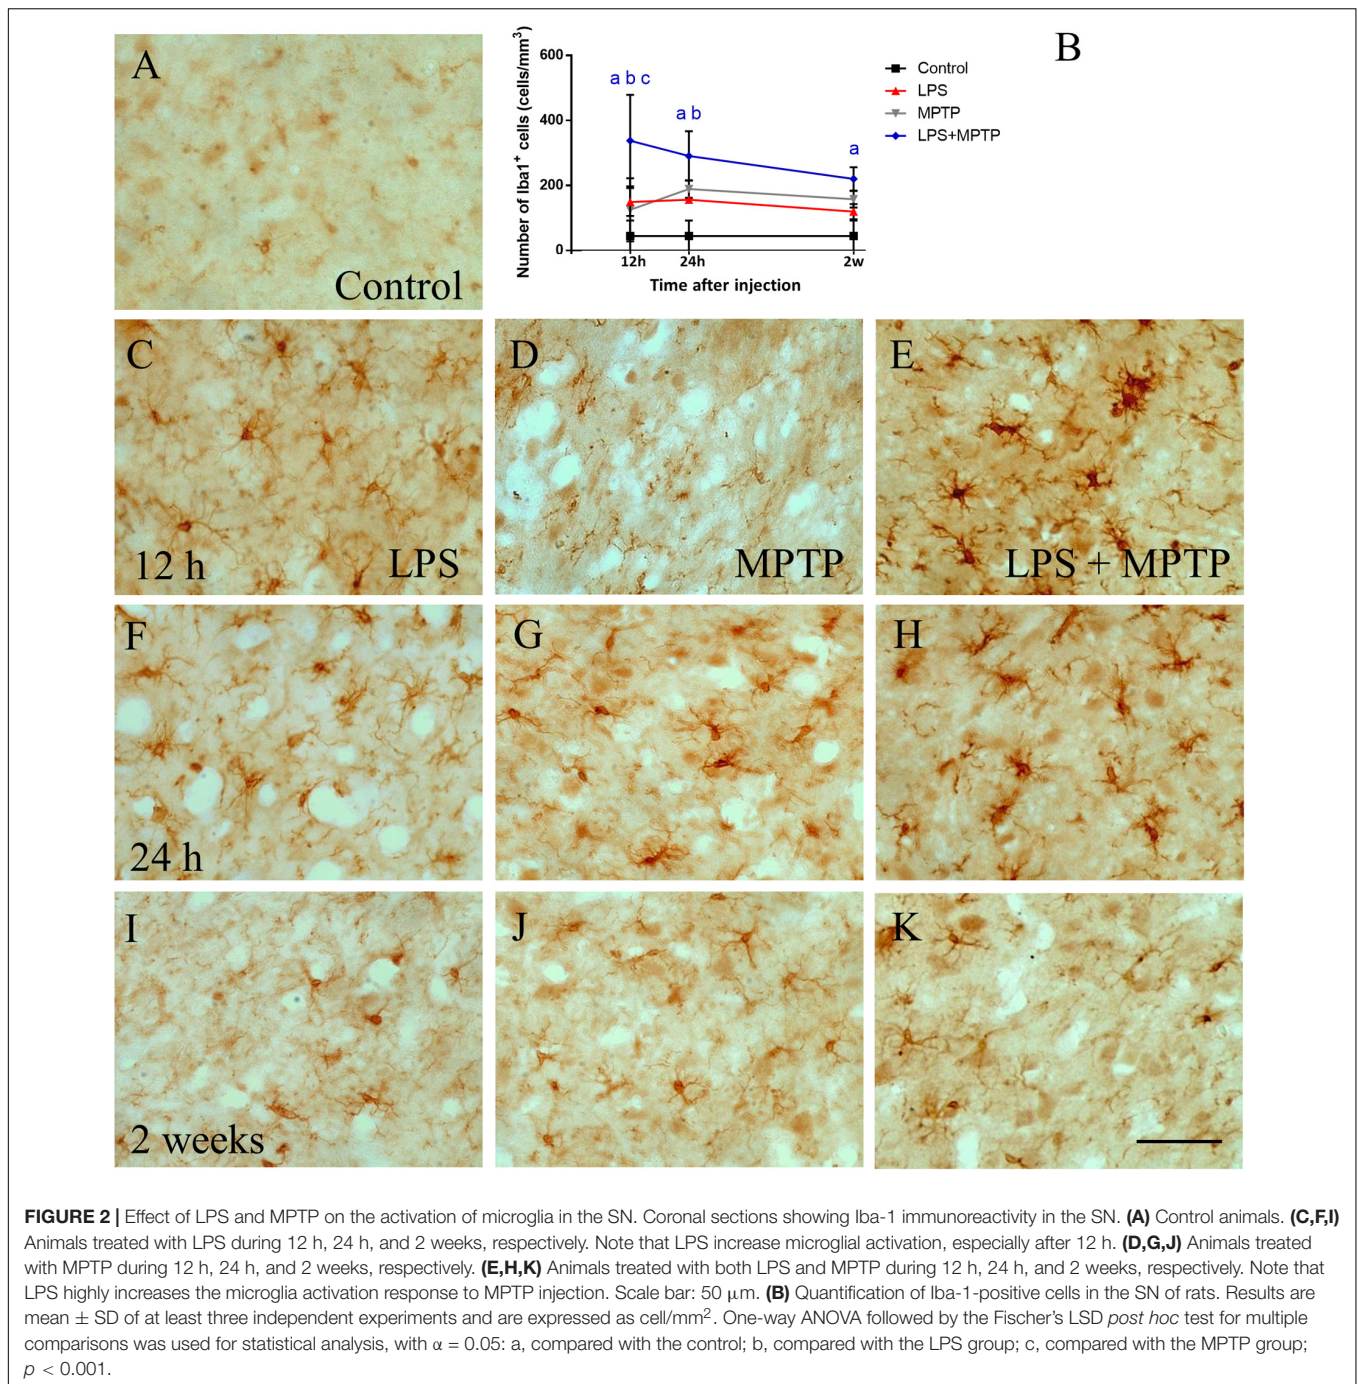 A
Control
B
Number of Iba1+ cells (cells/mm3)
600
400
200
0
a b c
a b
a
12h
24h
2w
Time after injection
Control
LPS
MPTP
LPS+MPTP
C
12 h
LPS
D
MPTP
E
LPS + MPTP
F
24 h
G
H
I
2 weeks
J
K
FIGURE 2 | Effect of LPS and MPTP on the activation of microglia in the SN. Coronal sections showing Iba-1 immunoreactivity in the SN. (A) Control animals. (C,F,I)
Animals treated with LPS during 12 h, 24 h, and 2 weeks, respectively. Note that LPS increase microglial activation, especially after 12 h. (D,G,J) Animals treated
with MPTP during 12 h, 24 h, and 2 weeks, respectively. (E,H,K) Animals treated with both LPS and MPTP during 12 h, 24 h, and 2 weeks, respectively. Note that
LPS highly increases the microglia activation response to MPTP injection. Scale bar: 50 μm. (B) Quantification of Iba-1-positive cells in the SN of rats. Results are
mean ± SD of at least three independent experiments and are expressed as cell/mm2. One-way ANOVA followed by the Fischer's LSD post hoc test for multiple
comparisons was used for statistical analysis, with α = 0.05: a, compared with the control; b, compared with the LPS group; c, compared with the MPTP group;
p < 0.001.